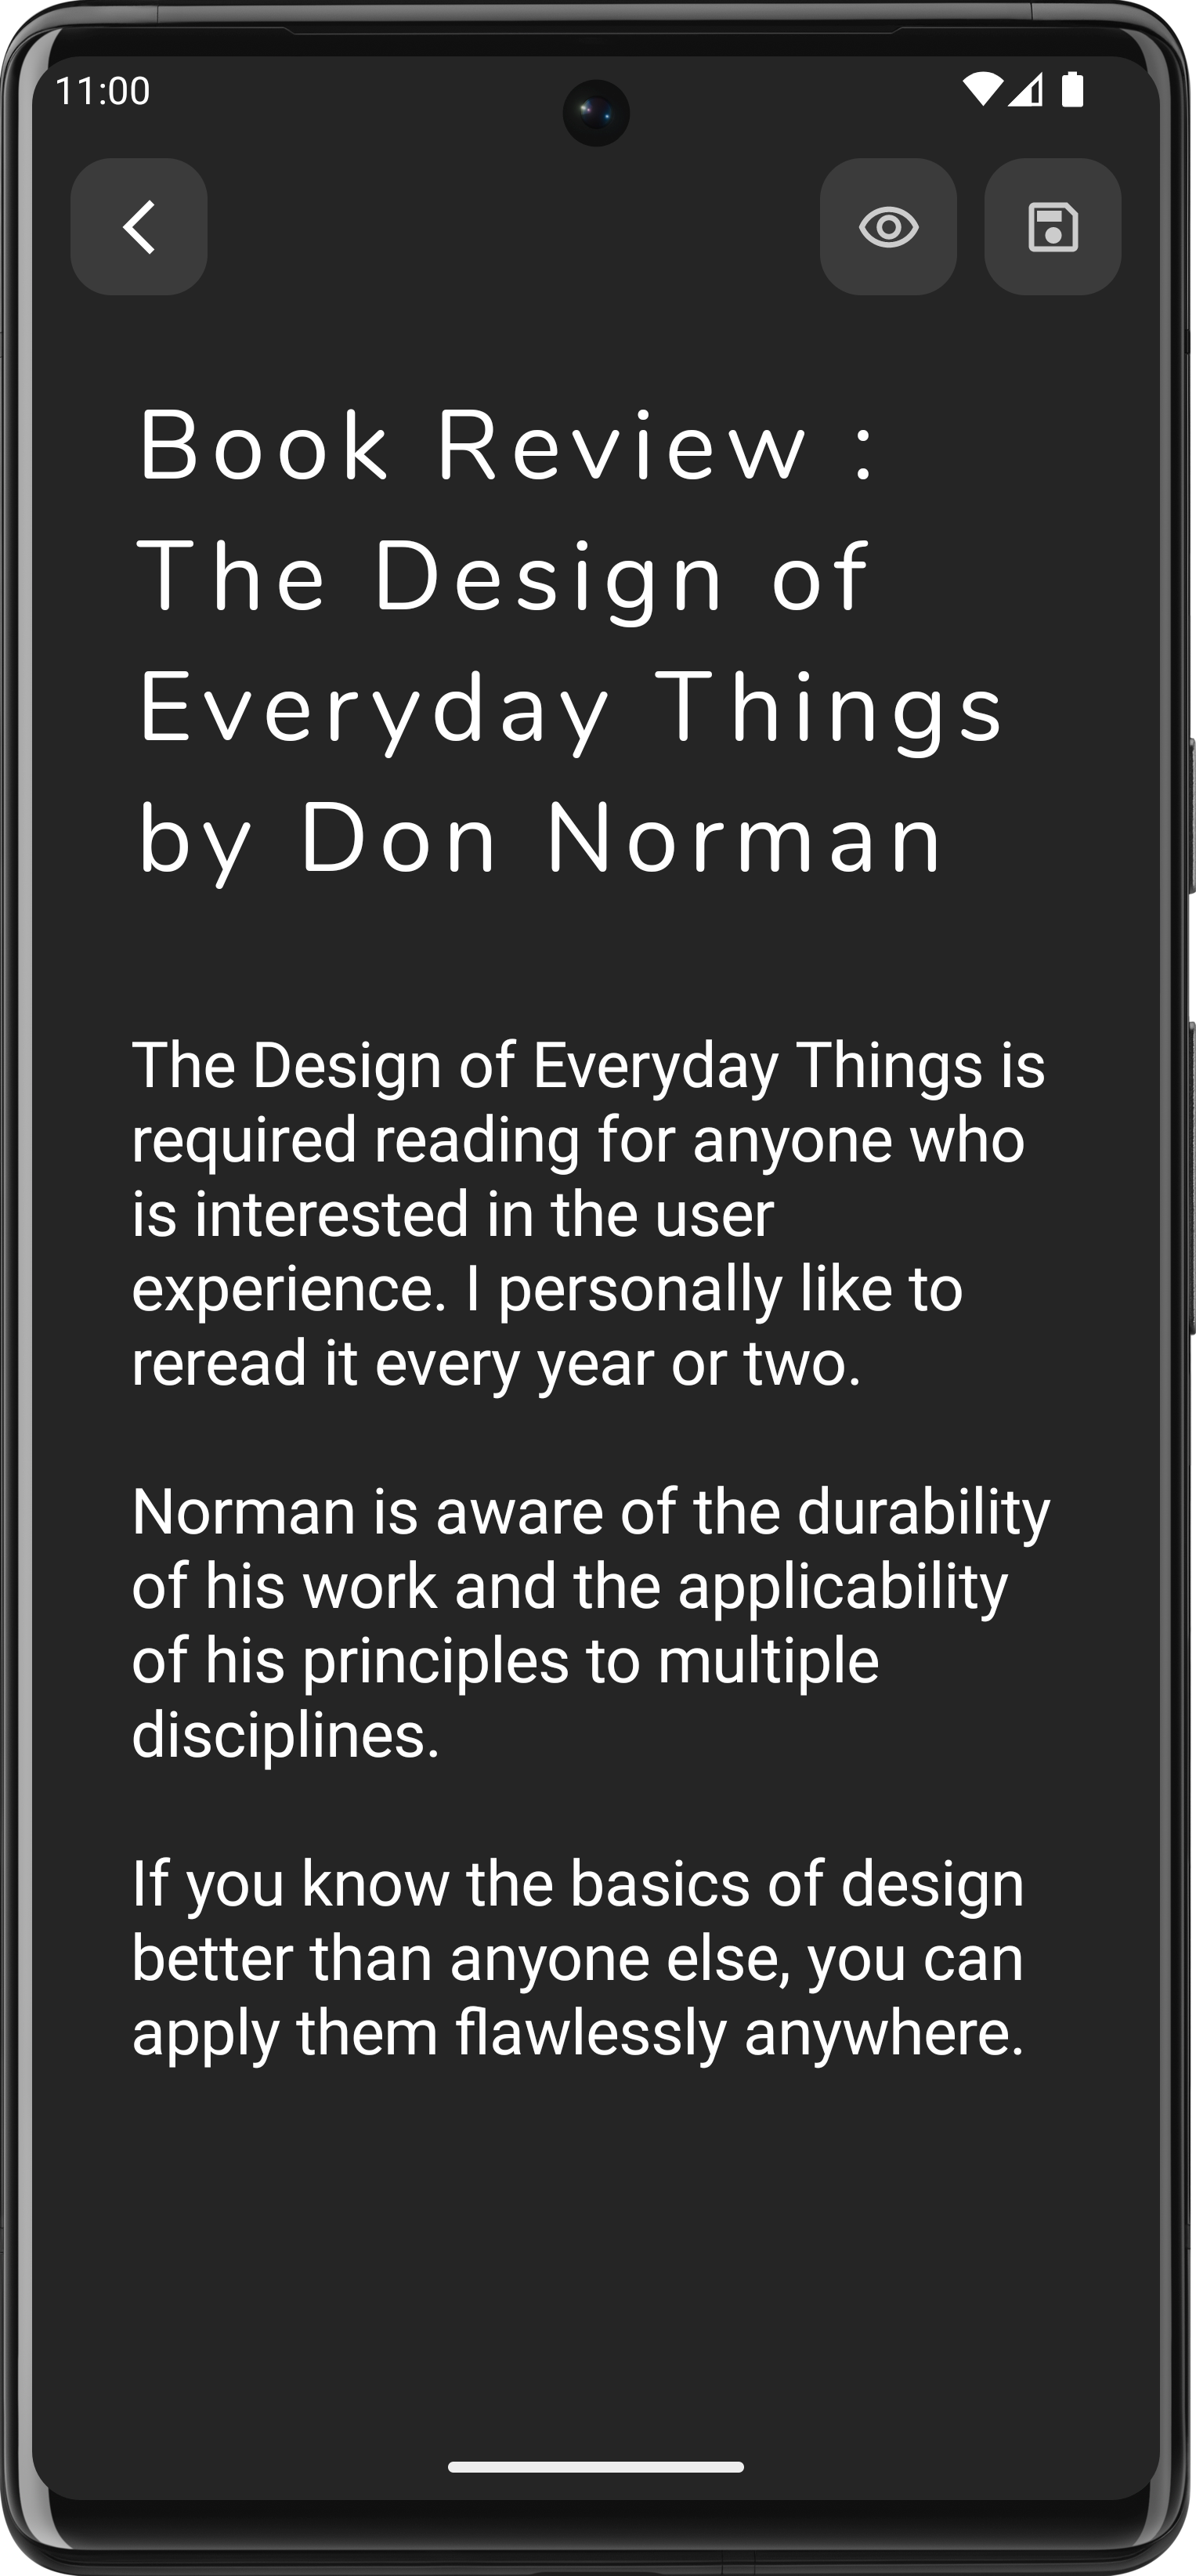 11:00
Book Review :
The Design of
Everyday Things
by Don Norman
The Design of Everyday Things is
required reading for anyone who
is interested in the user
experience. I personally like to
reread it every year or two.
Norman is aware of the durability
of his work and the applicability
of his principles to multiple
disciplines.
If you know the basics of design
better than anyone else, you can
apply them flawlessly anywhere.